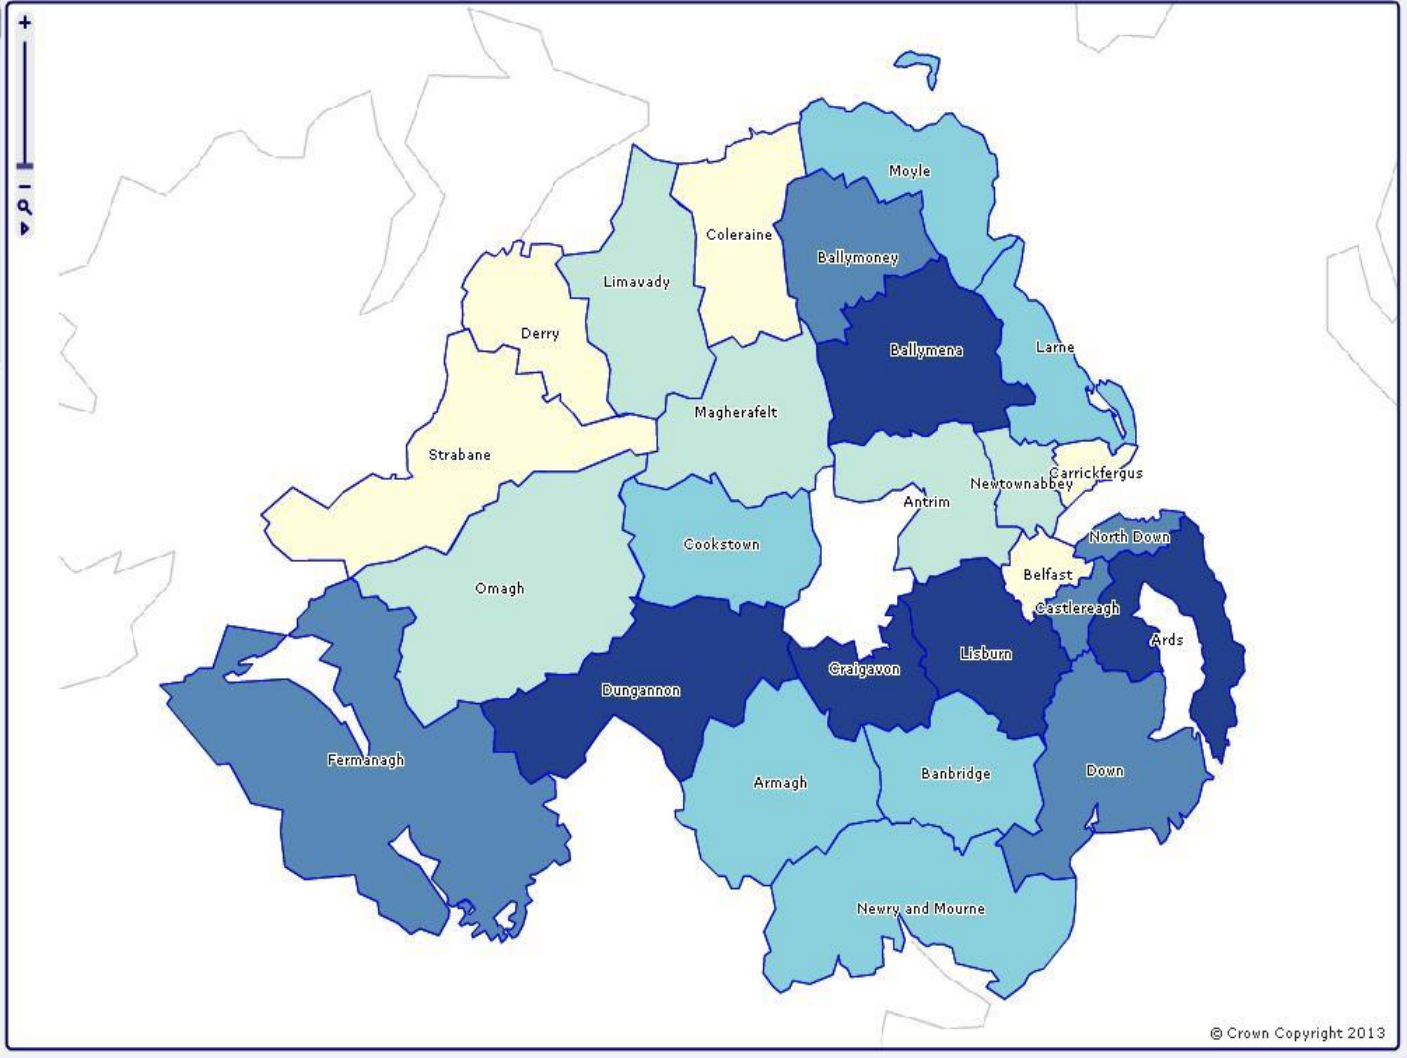 Moyle
Coleraine
Ballymoney
Limavady
Derry
Larne
Ballymena
Magherafelt
Strabane
Carrickfergus
Newtownabbey
Antrim
North Down
Cookstown
Belfast
Omagh
Castlereagh
Ards
Lisburn
Craigavon
Dungannon
Fermanagh
Down
Banbridge
Armagh
Newry and Mourne
© Crown Copyright 2013